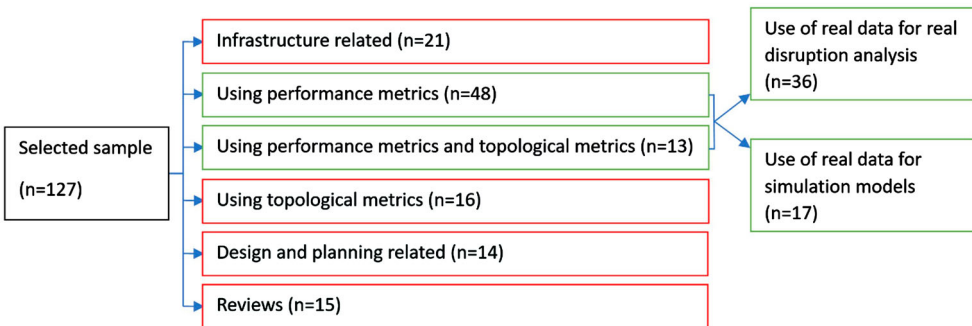 Selected sample
(n=127)
Infrastructure related (n=21)
Using performance metrics (n=48)
Using performance metrics and topological metrics (n=13)
Using topological metrics (n=16)
Design and planning related (n=14)
Reviews (n=15)
Use of real data for real
disruption analysis
(n=36)
Use of real data for
simulation models
(n=17)